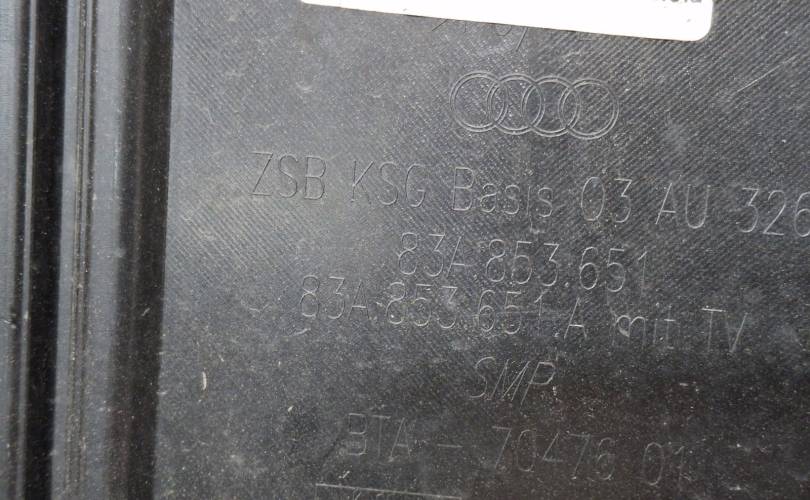 ZSB KSG Basis 03 AU 326
83A.853.651
83A.853.651.A mit TV
SMP
BTA - 70476 01